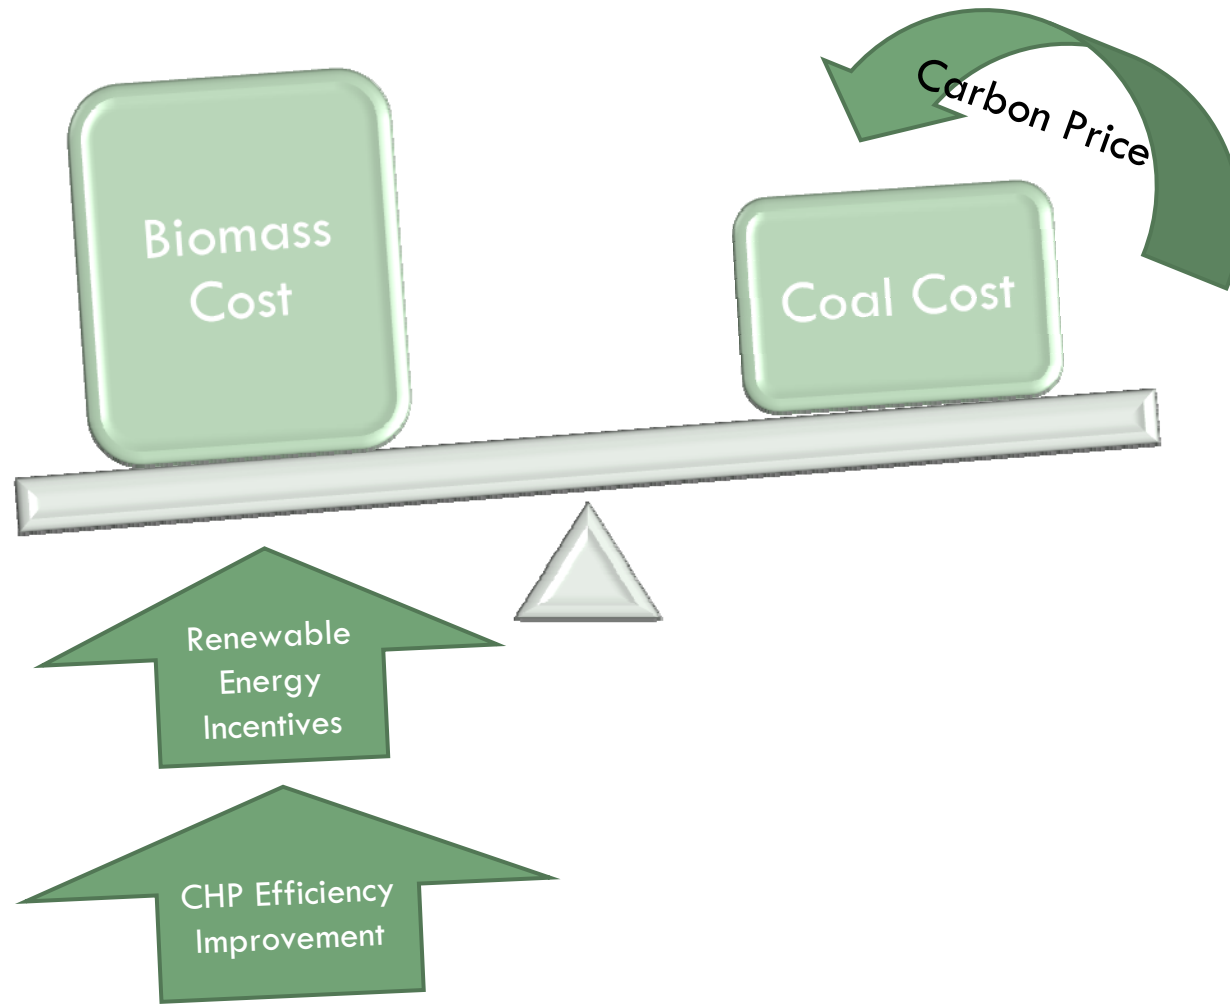 Carbon Price
Biomass
Cost
Coal Cost
Renewable
Energy
Incentives
CHP Efficiency
Improvement